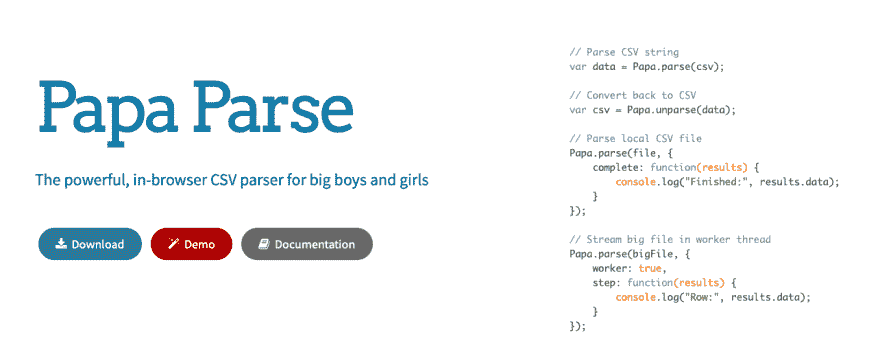 Papa Parse
The powerful, in-browser CSV parser for big boys and girls
Download
Demo
Documentation
// Parse CSV string
var data = Papa.parse(csv);
// Convert back to CSV
var csv = Papa.unparse(data);
// Parse local CSV file
Papa.parse(file, {
    complete: function(results) {
        console.log("Finished:", results.data);
    }
});
// Stream big file in worker thread
Papa.parse(bigFile, {
    worker: true,
    step: function(results) {
        console.log("Row:", results.data);
    }
});